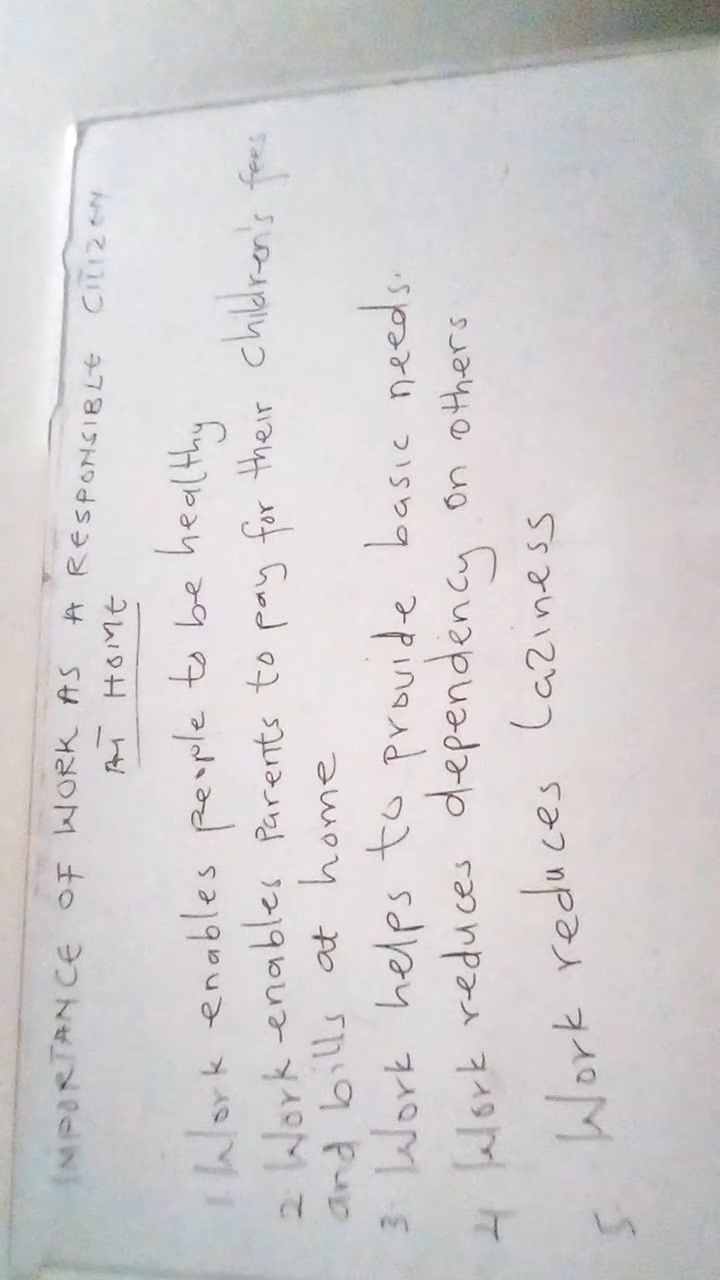 IMPORTANCE OF WORK AS A RESPONSIBLE CITIZEN
AT HOME
1. Work enables people to be healthy
2. Work enables Parents to pay for their children's fees
and bills at home
3. Work helps to provide basic needs.
4 Work reduces dependency on others
5. Work reduces Laziness